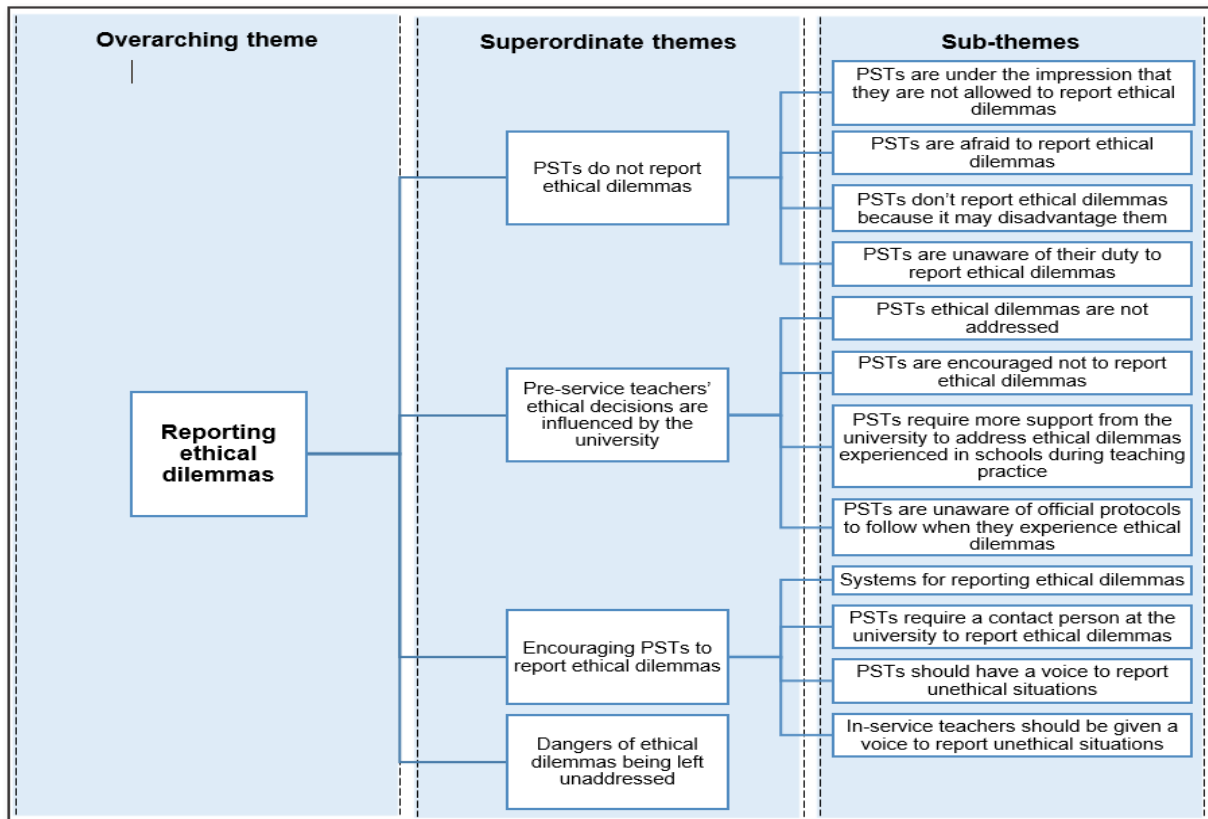 Overarching theme
Superordinate themes
Sub-themes
Reporting
ethical
dilemmas
PSTs do not report
ethical dilemmas
PSTs are under the impression that
they are not allowed to report ethical
dilemmas
PSTs are afraid to report ethical
dilemmas
PSTs don’t report ethical dilemmas
because it may disadvantage them
PSTs are unaware of their duty to
report ethical dilemmas
Pre-service teachers’
ethical decisions are
influenced by the
university
PSTs ethical dilemmas are not
addressed
PSTs are encouraged not to report
ethical dilemmas
PSTs require more support from the
university to address ethical dilemmas
experienced in schools during teaching
practice
PSTs are unaware of official protocols
to follow when they experience ethical
dilemmas
Encouraging PSTs to
report ethical dilemmas
Systems for reporting ethical dilemmas
PSTs require a contact person at the
university to report ethical dilemmas
PSTs should have a voice to report
unethical situations
In-service teachers should be given a
voice to report unethical situations
Dangers of ethical
dilemmas being left
unaddressed